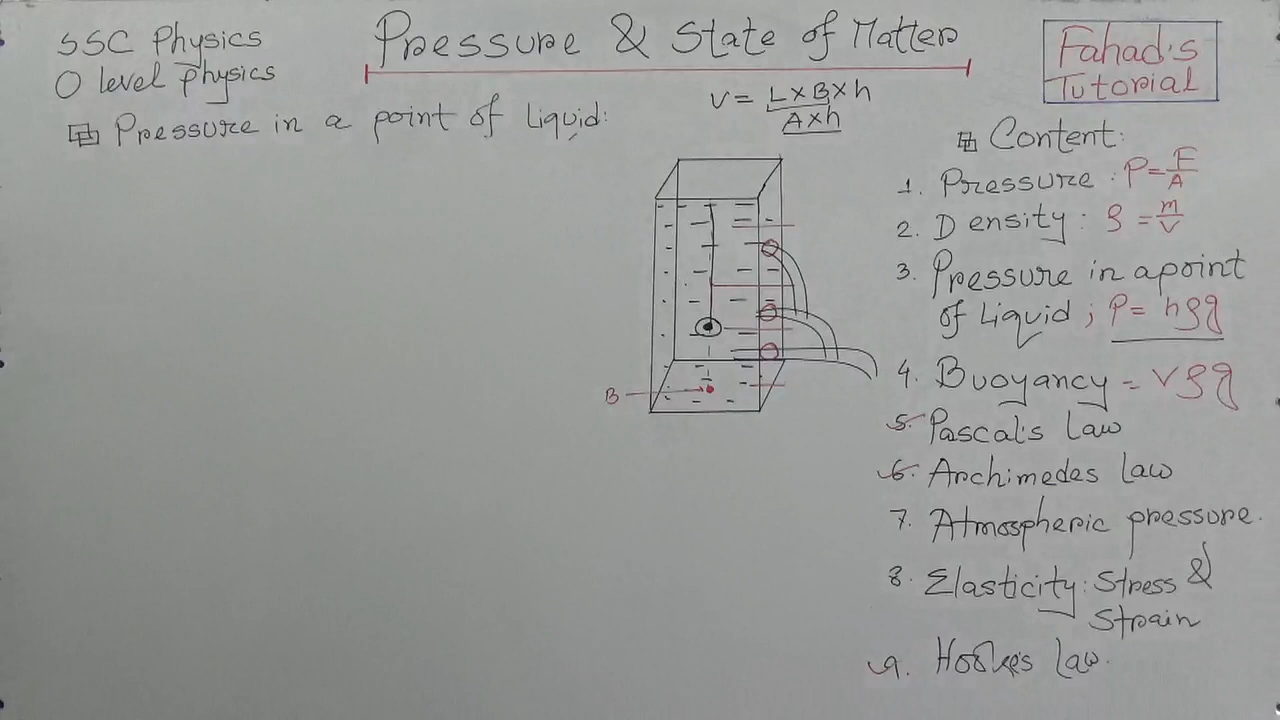 SSC Physics
O level physics
Pressure & State of Matter
Fahad's
Tutorial
Pressure in a point of Liquid:
V = L×B×h
A×h
B
Content:
1. Pressure : P = F/A
2. Density : ρ = m/V
3. Pressure in a point
of Liquid ; P = hρg
4. Buoyancy = Vρg
5. Pascal's law
6. Archimedes law
7. Atmospheric pressure.
8. Elasticity: Stress &
Strain
9. Hooke's law.